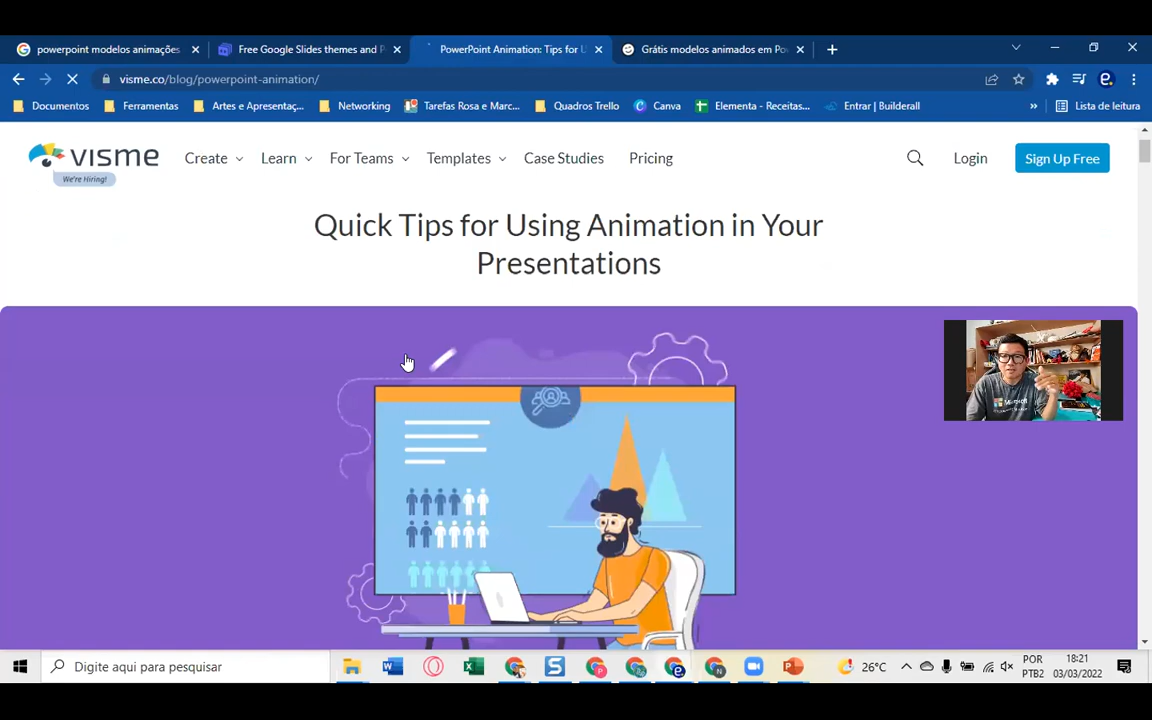 powerpoint modelos animações
Free Google Slides themes and P
PowerPoint Animation: Tips for U
Grátis modelos animados em Po
visme.co/blog/powerpoint-animation/
Documentos
Ferramentas
Artes e Apresentaç...
Networking
Tarefas Rosa e Marc...
Quadros Trello
Canva
Elementa - Receitas...
Entrar | Builderall
»
Lista de leitura
visme
We're Hiring!
Create
Learn
For Teams
Templates
Case Studies
Pricing
Login
Sign Up Free
Quick Tips for Using Animation in Your
Presentations
Microsoft
Digite aqui para pesquisar
26°C
POR
PTB2
18:21
03/03/2022